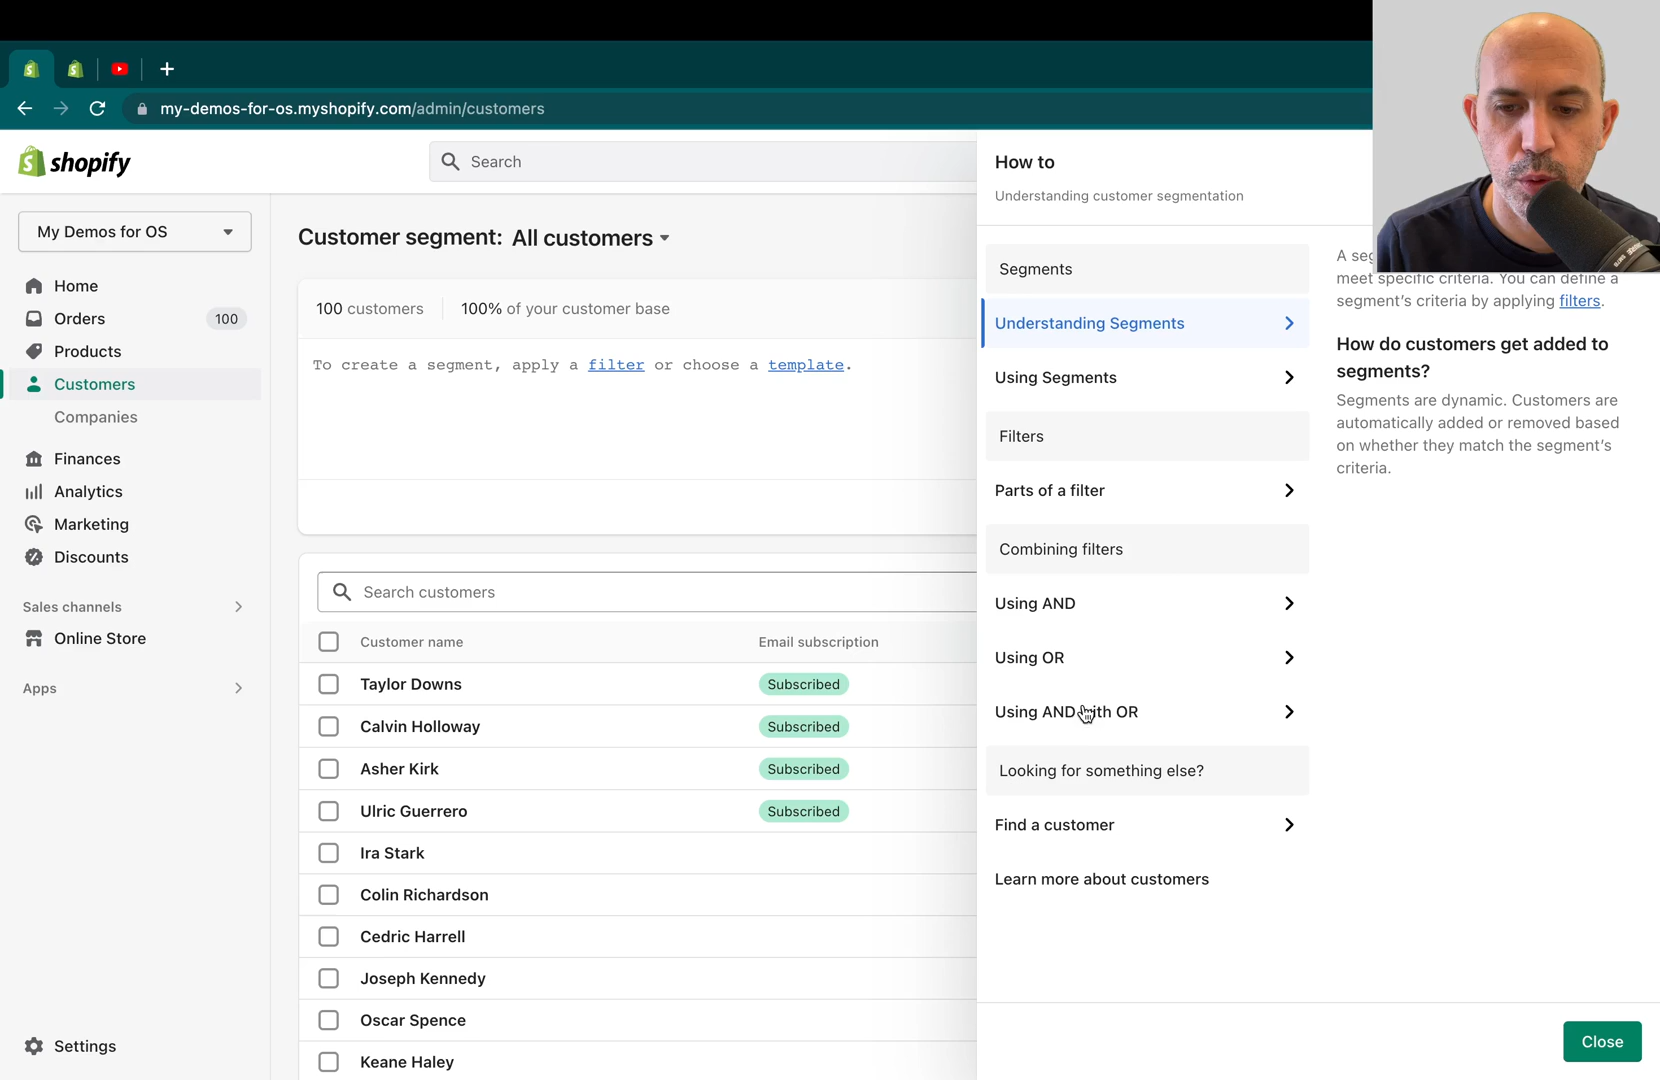 my-demos-for-os.myshopify.com/admin/customers
shopify
Search
My Demos for OS
Home
Orders 100
Products
Customers
Companies
Finances
Analytics
Marketing
Discounts
Sales channels
Online Store
Apps
Settings
Customer segment: All customers
100 customers 100% of your customer base
To create a segment, apply a filter or choose a template.
Search customers
Customer name Email subscription
Taylor Downs Subscribed
Calvin Holloway Subscribed
Asher Kirk Subscribed
Ulric Guerrero Subscribed
Ira Stark
Colin Richardson
Cedric Harrell
Joseph Kennedy
Oscar Spence
Keane Haley
How to
Understanding customer segmentation
Segments
Understanding Segments
Using Segments
Filters
Parts of a filter
Combining filters
Using AND
Using OR
Using AND with OR
Looking for something else?
Find a customer
Learn more about customers
A
meet specific criteria. You can define a
segment's criteria by applying filters.
How do customers get added to
segments?
Segments are dynamic. Customers are
automatically added or removed based
on whether they match the segment's
criteria.
Close